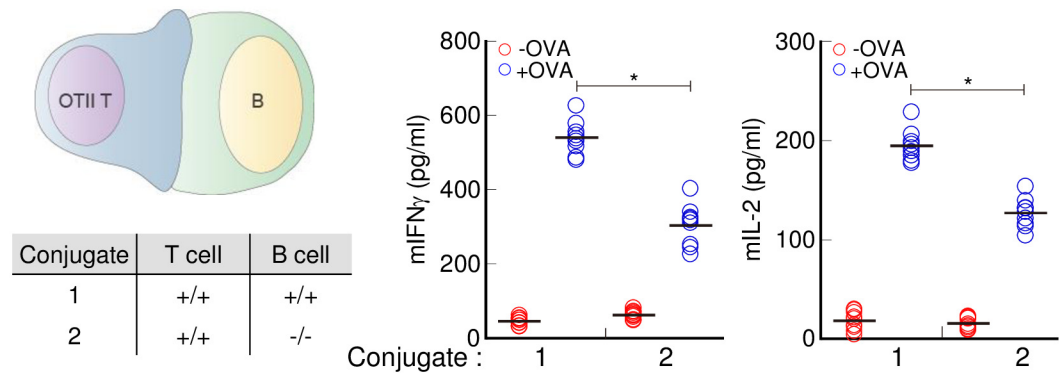 OTII T
B
Conjugate T cell B cell
1 +/+ +/+
2 +/+ -/-
mIFNγ (pg/ml)
800
600
400
200
0
-OVA
+OVA
*
Conjugate : 1 2
mIL-2 (pg/ml)
300
200
100
0
-OVA
+OVA
*
1 2